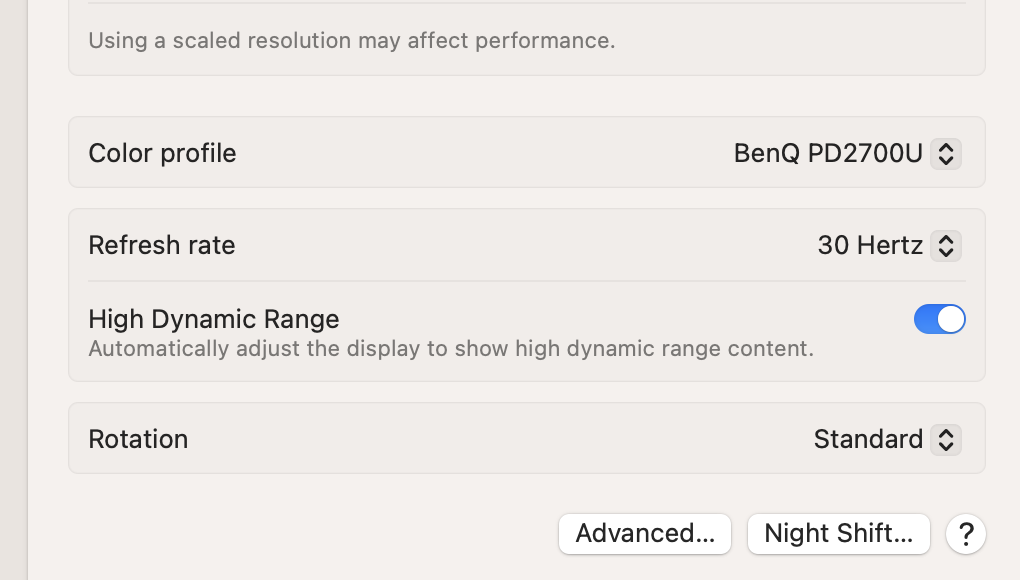 Using a scaled resolution may affect performance.
Color profile BenQ PD2700U
Refresh rate 30 Hertz
High Dynamic Range
Automatically adjust the display to show high dynamic range content.
Rotation Standard
Advanced... Night Shift... ?